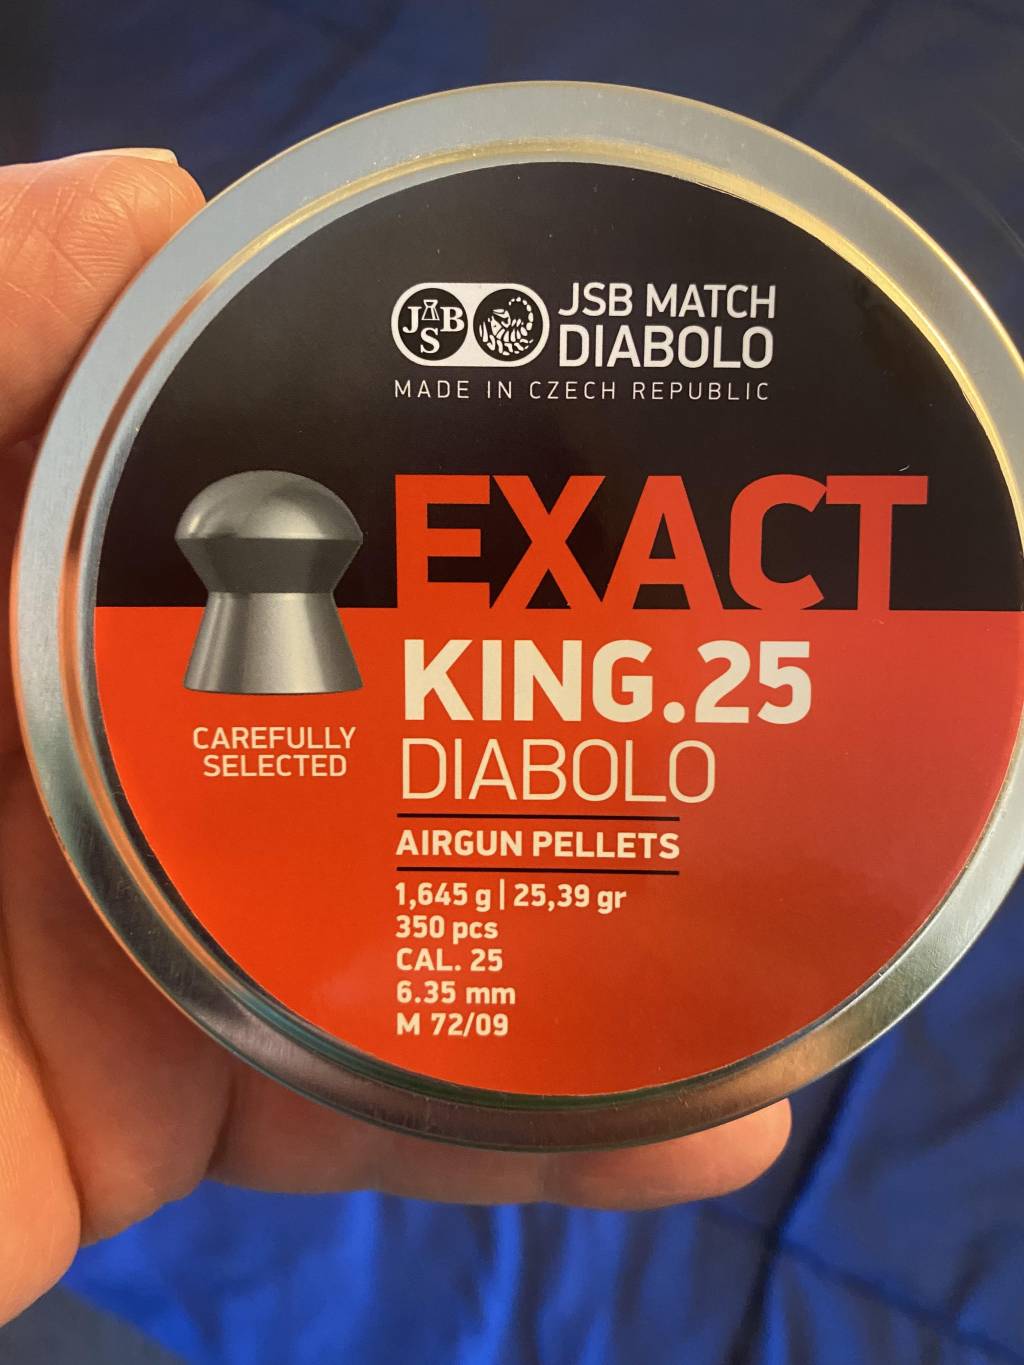 JSB
JSB MATCH
DIABOLO
MADE IN CZECH REPUBLIC
EXACT
KING.25
DIABOLO
CAREFULLY
SELECTED
AIRGUN PELLETS
1,645 g | 25,39 gr
350 pcs
CAL. 25
6.35 mm
M 72/09